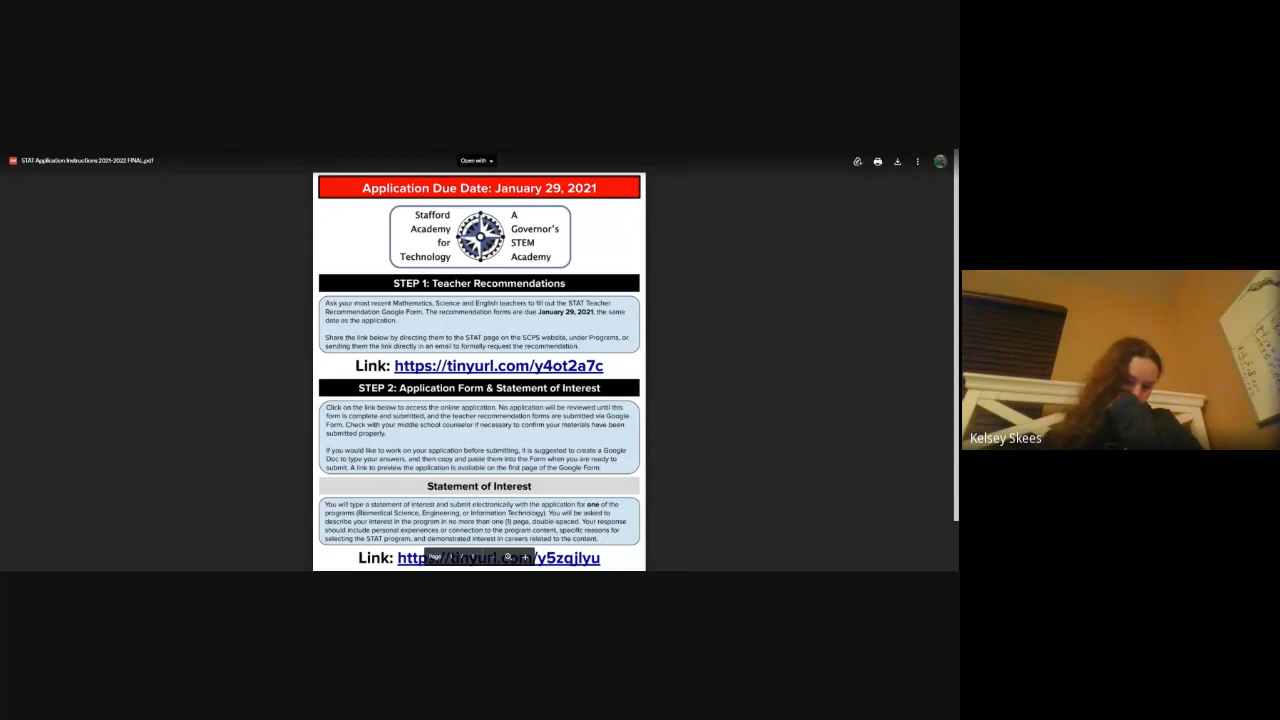 STAT Application Instructions 2021-2022 FINAL.pdf
Open with
Application Due Date: January 29, 2021
Stafford
Academy
for
Technology
A
Governor's
STEM
Academy
STEP 1: Teacher Recommendations
Ask your most recent Mathematics, Science and English teachers to fill out the STAT Teacher
Recommendation Google Form. The recommendation forms are due January 29, 2021, the same
date as the application.
Share the link below by directing them to the STAT page on the SCPS website, under Programs, or
sending them the link directly in an email to formally request the recommendation.
Link: https://tinyurl.com/y4ot2a7c
STEP 2: Application Form & Statement of Interest
Click on the link below to access the online application. No application will be reviewed until this
form is complete and submitted, and the teacher recommendation forms are submitted via Google
Form. Check with your middle school counselor if necessary to confirm your materials have been
submitted properly.
If you would like to work on your application before submitting, it is suggested to create a Google
Doc to type your answers, and then copy and paste them into the Form when you are ready to
submit. A link to preview the application is available on the first page of the Google Form.
Statement of Interest
You will type a statement of interest and submit electronically with the application for one of the
programs (Biomedical Science, Engineering, or Information Technology). You will be asked to
describe your interest in the program in no more than one (1) page, double-spaced. Your response
should include personal experiences or connection to the program content, specific reasons for
selecting the STAT program, and demonstrated interest in careers related to the content.
Link: https://tinyurl.com/y5zqjlyu
Page 1 / 1
Kelsey Skees